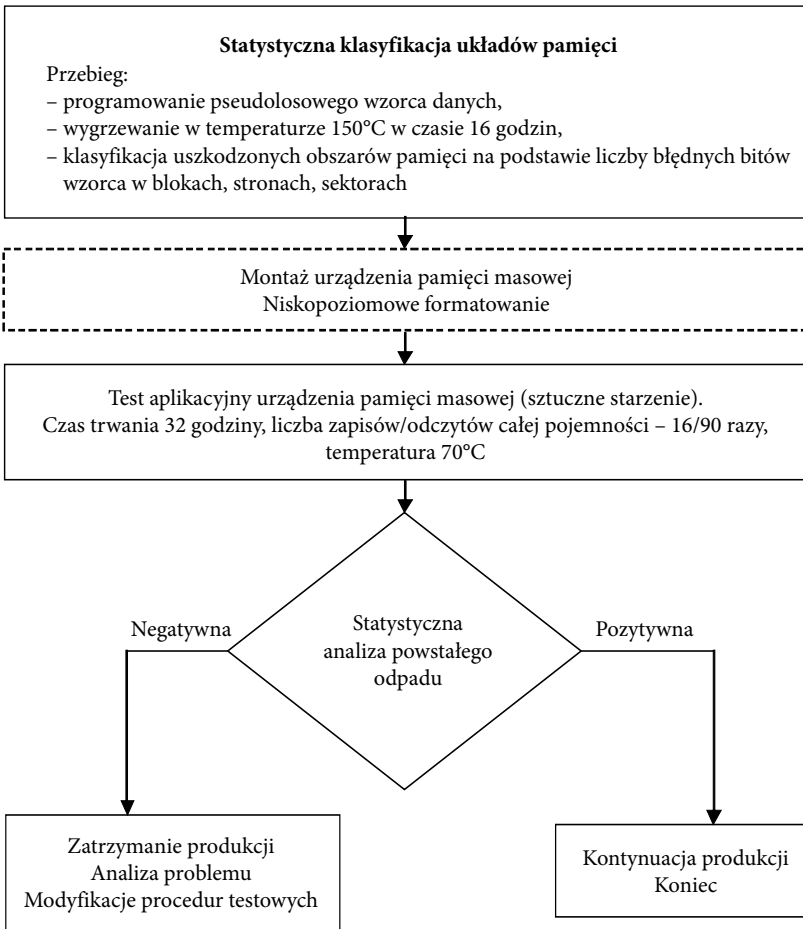 Statystyczna klasyfikacja układów pamięci
Przebieg:
– programowanie pseudolosowego wzorca danych,
– wygrzewanie w temperaturze 150°C w czasie 16 godzin,
– klasyfikacja uszkodzonych obszarów pamięci na podstawie liczby błędnych bitów
wzorca w blokach, stronach, sektorach
Montaż urządzenia pamięci masowej
Niskopoziomowe formatowanie
Test aplikacyjny urządzenia pamięci masowej (sztuczne starzenie).
Czas trwania 32 godziny, liczba zapisów/odczytów całej pojemności – 16/90 razy,
temperatura 70°C
Negatywna
Statystyczna
analiza powstałego
odpadu
Pozytywna
Zatrzymanie produkcji
Analiza problemu
Modyfikacje procedur testowych
Kontynuacja produkcji
Koniec